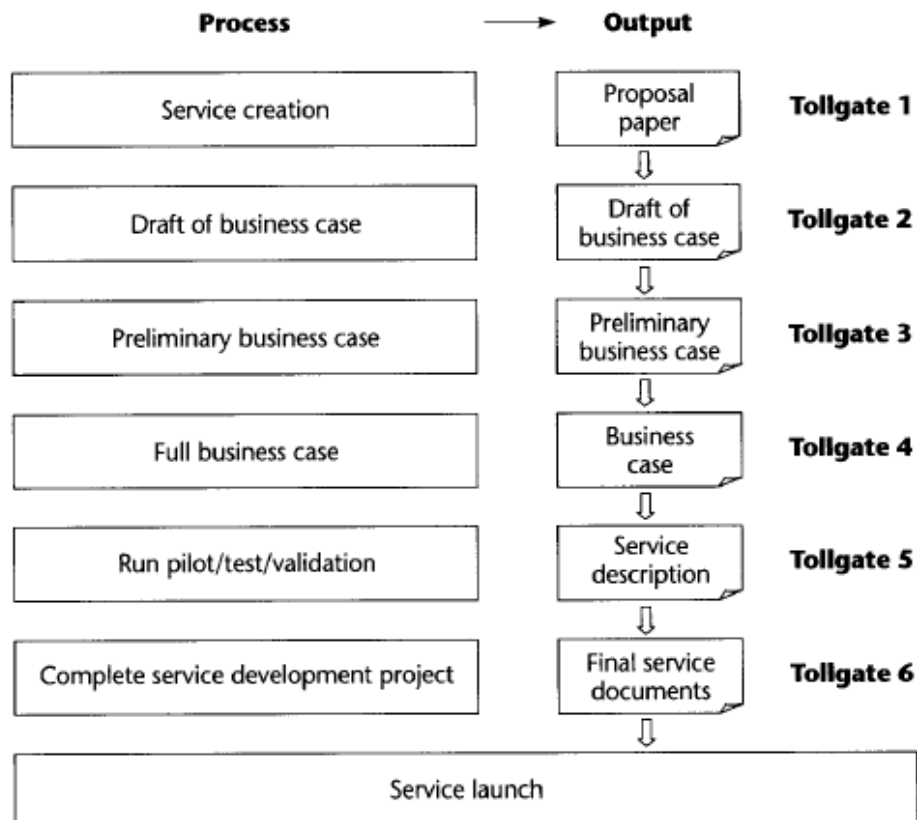 Process Output
Service creation
Proposal
paper
Tollgate 1
Draft of business case
Draft of
business case
Tollgate 2
Preliminary business case
Preliminary
business case
Tollgate 3
Full business case
Business
case
Tollgate 4
Run pilot/test/validation
Service
description
Tollgate 5
Complete service development project
Final service
documents
Tollgate 6
Service launch